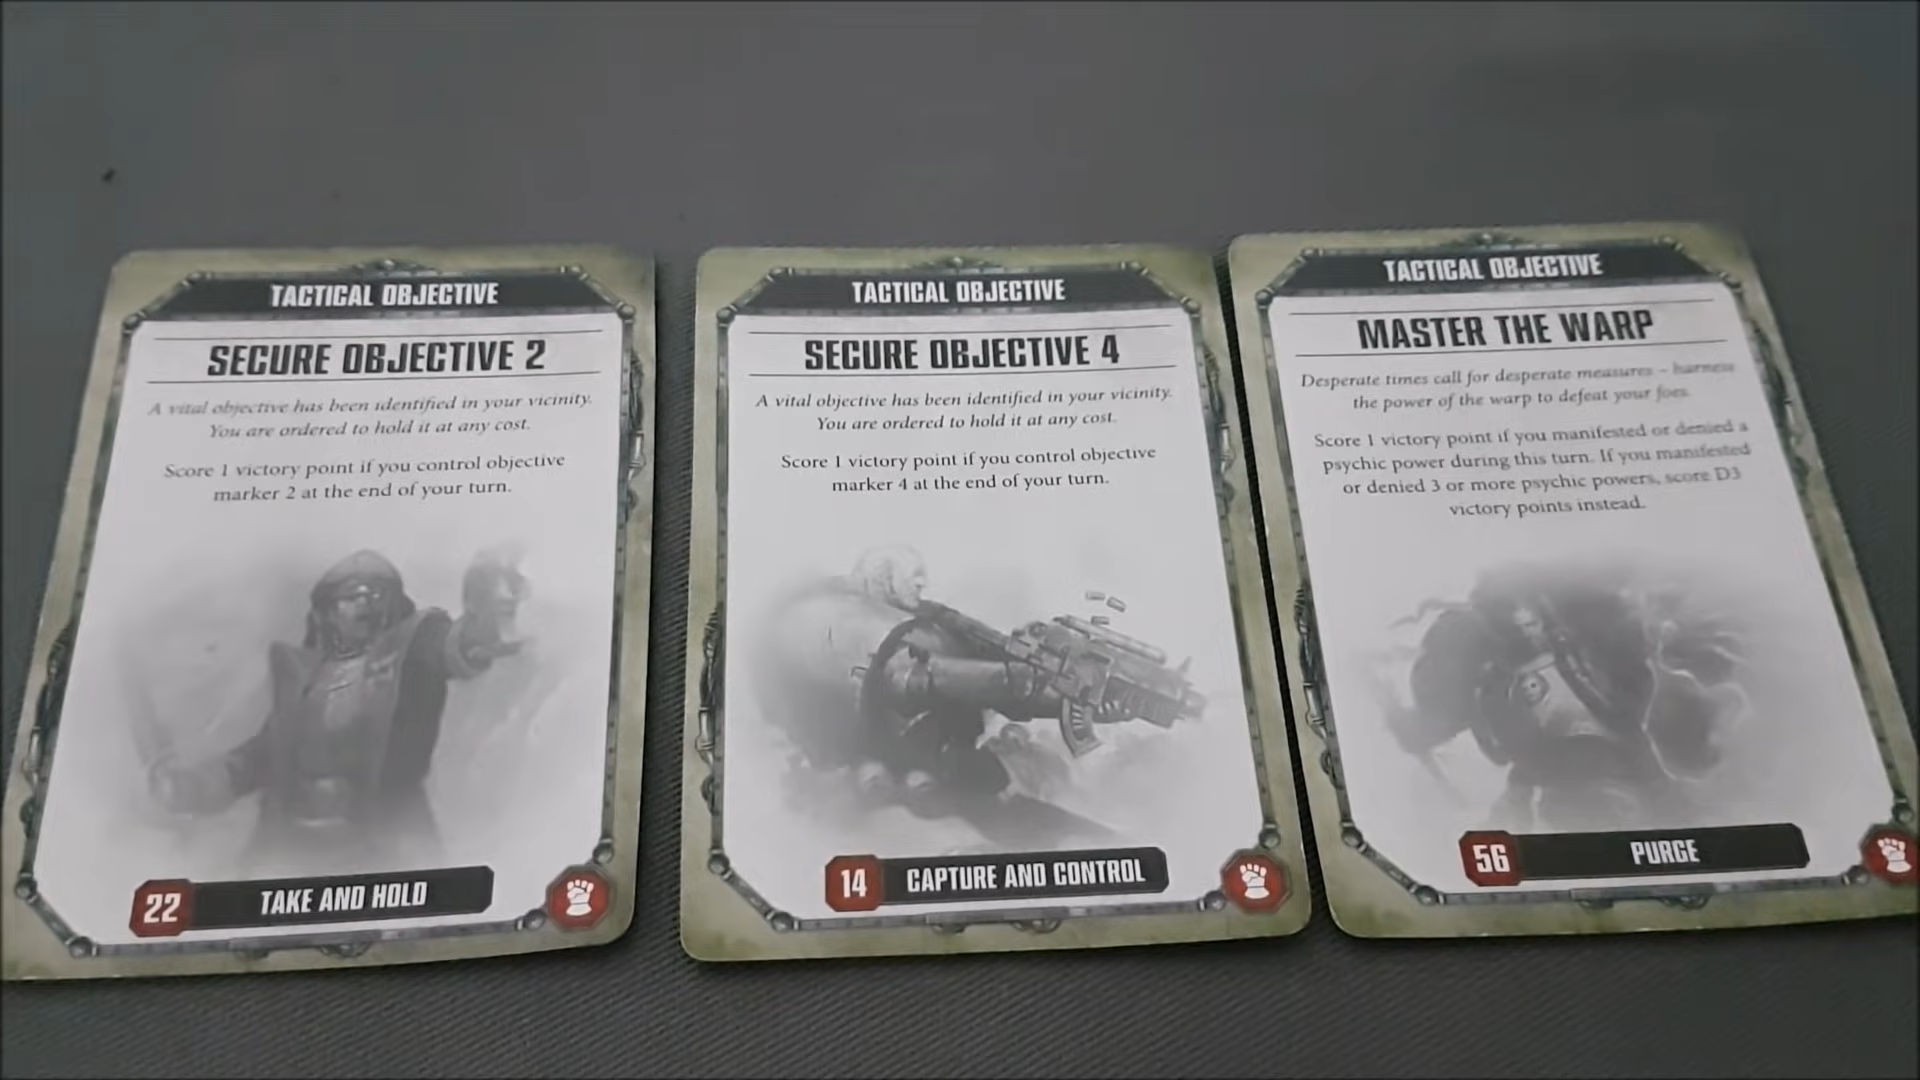 TACTICAL OBJECTIVE
SECURE OBJECTIVE 2
A vital objective has been identified in your vicinity.
You are ordered to hold it at any cost.
Score 1 victory point if you control objective
marker 2 at the end of your turn.
22 TAKE AND HOLD
TACTICAL OBJECTIVE
SECURE OBJECTIVE 4
A vital objective has been identified in your vicinity.
You are ordered to hold it at any cost.
Score 1 victory point if you control objective
marker 4 at the end of your turn.
14 CAPTURE AND CONTROL
TACTICAL OBJECTIVE
MASTER THE WARP
Desperate times call for desperate measures – harness
the power of the warp to defeat your foes.
Score 1 victory point if you manifested or denied a
psychic power during this turn. If you manifested
or denied 3 or more psychic powers, score D3
victory points instead.
56 PURGE